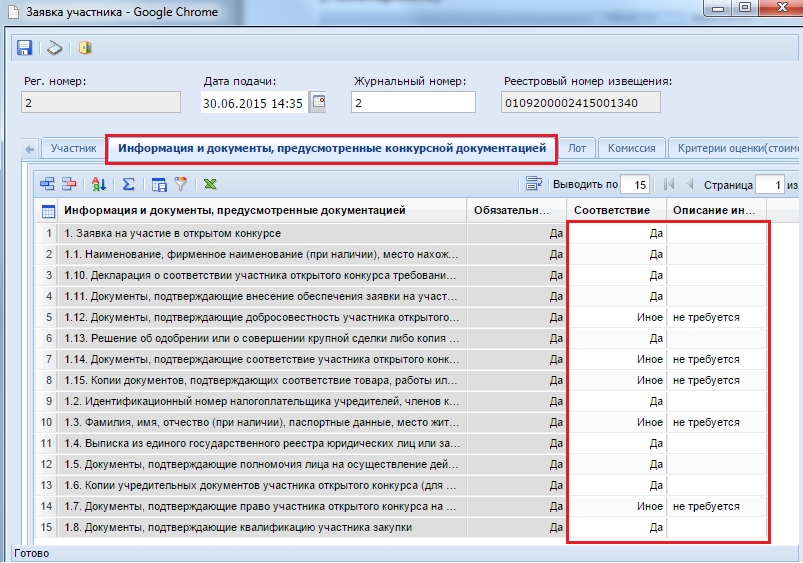 Заявка участника - Google Chrome
Рег. номер: Дата подачи: Журнальный номер: Реестровый номер извещения:
2 30.06.2015 14:35 2 0109200002415001340
Участник Информация и документы, предусмотренные конкурсной документацией Лот Комиссия Критерии оценки(стоиме
Выводить по 15 Страница 1 из
Информация и документы, предусмотренные документацией Обязательн... Соответствие Описание ин...
1 1. Заявка на участие в открытом конкурсе Да Да
2 1.1. Наименование, фирменное наименование (при наличии), место нахож... Да Да
3 1.10. Декларация о соответствии участника открытого конкурса требовани... Да Да
4 1.11. Документы, подтверждающие внесение обеспечения заявки на участ... Да Да
5 1.12. Документы, подтверждающие добросовестность участника открытого... Да Иное не требуется
6 1.13. Решение об одобрении или о совершении крупной сделки либо копия ... Да Да
7 1.14. Документы, подтверждающие соответствие участника открытого конк... Да Иное не требуется
8 1.15. Копии документов, подтверждающих соответствие товара, работы ил... Да Иное не требуется
9 1.2. Идентификационный номер налогоплательщика учредителей, членов к... Да Да
10 1.3. Фамилия, имя, отчество (при наличии), паспортные данные, место жит... Да Иное не требуется
11 1.4. Выписка из единого государственного реестра юридических лиц или за... Да Да
12 1.5. Документы, подтверждающие полномочия лица на осуществление дей... Да Да
13 1.6. Копии учредительных документов участника открытого конкурса (для ... Да Да
14 1.7. Документы, подтверждающие право участника открытого конкурса на ... Да Иное не требуется
15 1.8. Документы, подтверждающие квалификацию участника закупки Да Да
Готово